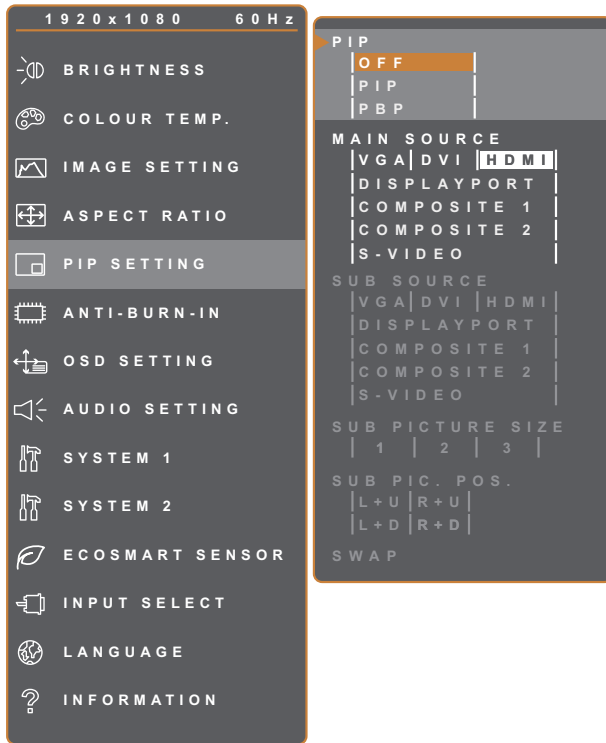 1920x1080 60Hz
BRIGHTNESS
COLOUR TEMP.
IMAGE SETTING
ASPECT RATIO
PIP SETTING
ANTI-BURN-IN
OSD SETTING
AUDIO SETTING
SYSTEM 1
SYSTEM 2
ECOSMART SENSOR
INPUT SELECT
LANGUAGE
INFORMATION
PIP
OFF
PIP
PBP
MAIN SOURCE
VGA DVI HDMI
DISPLAYPORT
COMPOSITE 1
COMPOSITE 2
S-VIDEO
SUB SOURCE
VGA DVI HDMI
DISPLAYPORT
COMPOSITE 1
COMPOSITE 2
S-VIDEO
SUB PICTURE SIZE
1 2 3
SUB PIC. POS.
L+U R+U
L+D R+D
SWAP